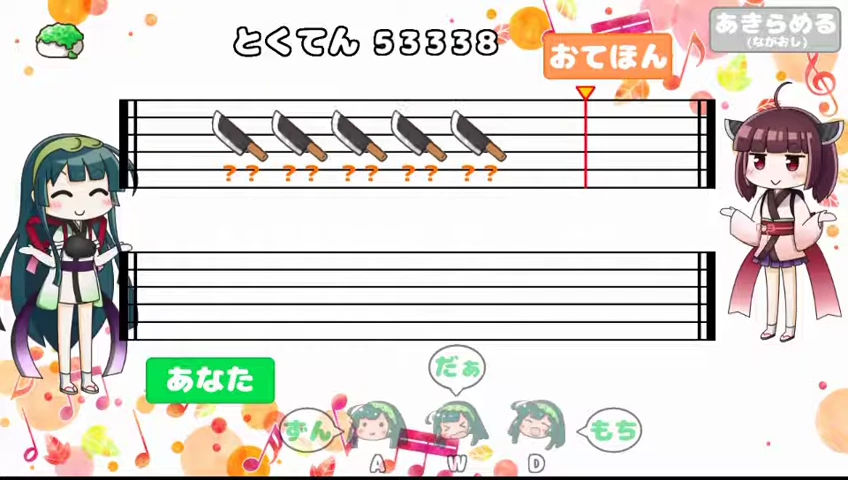 とくてん 53338
あきらめる
(ながおし)
おてほん
?? ?? ?? ?? ??
あなた
だぁ
ずん
もち
A W D